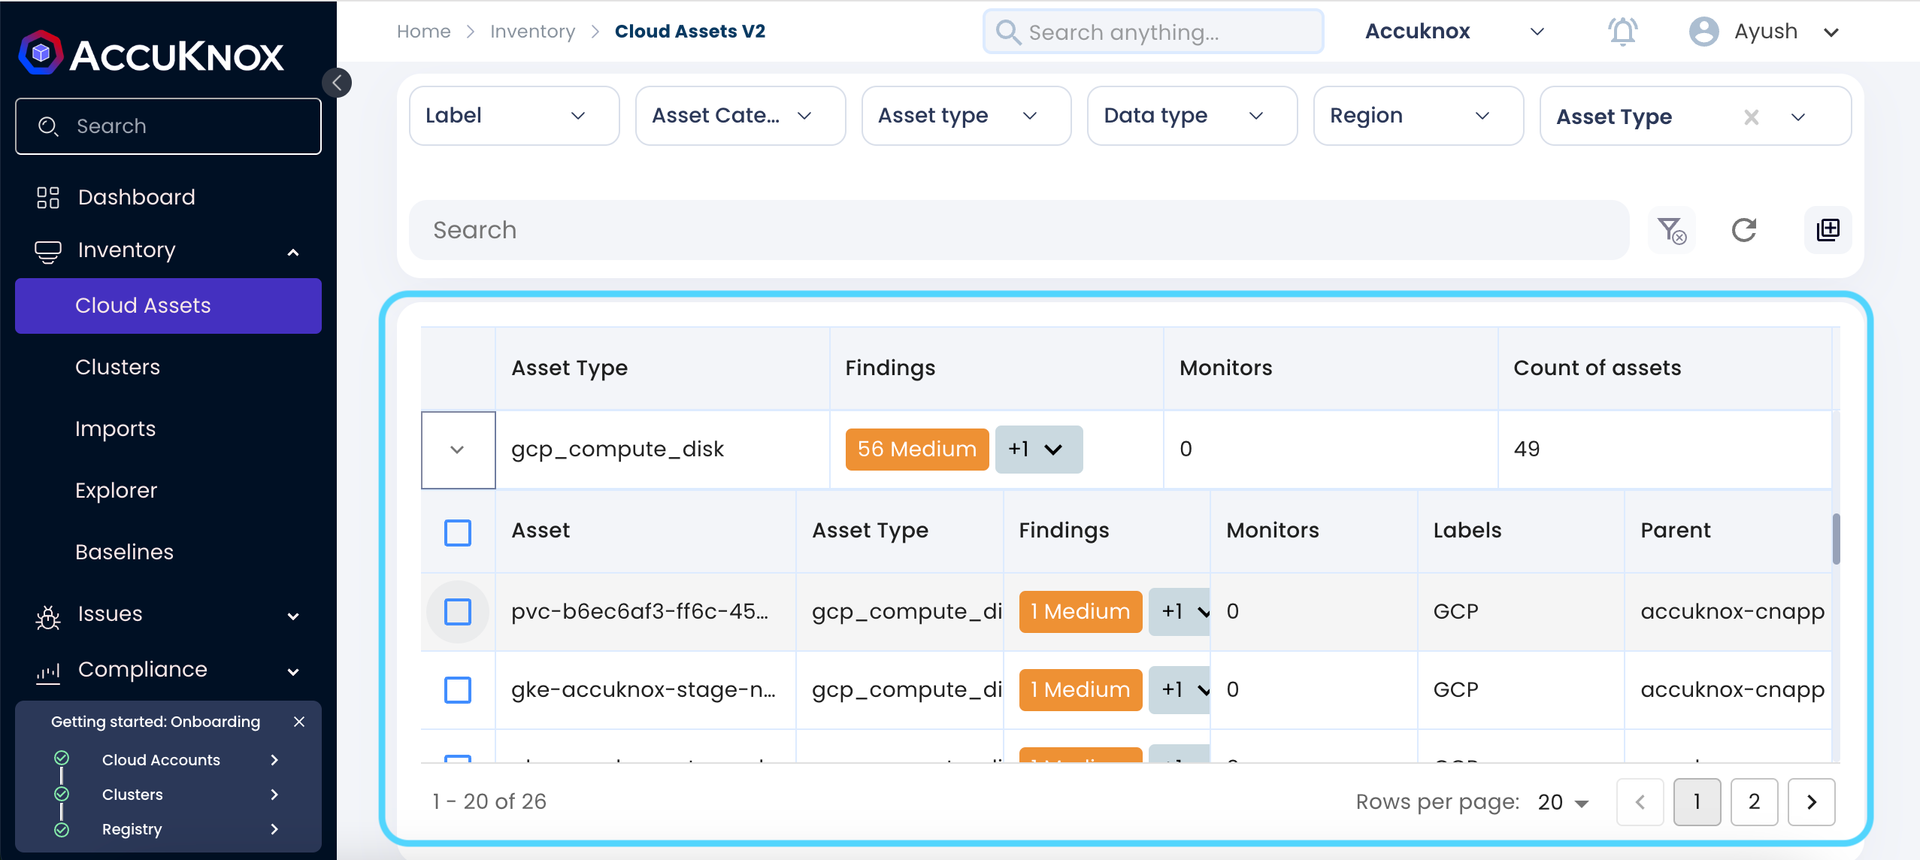 Home > Inventory > Cloud Assets V2
Search anything...
Accuknox
Ayush
ACCUKNOX
Search
Dashboard
Inventory
Cloud Assets
Clusters
Imports
Explorer
Baselines
Issues
Compliance
Getting started: Onboarding
Cloud Accounts
Clusters
Registry
Label Asset Cate... Asset type Data type Region Asset Type
Search
Asset Type Findings Monitors Count of assets
gcp_compute_disk 56 Medium +1 0 49
Asset Asset Type Findings Monitors Labels Parent
pvc-b6ec6af3-ff6c-45... gcp_compute_di 1 Medium +1 0 GCP accuknox-cnapp
gke-accuknox-stage-n... gcp_compute_di 1 Medium +1 0 GCP accuknox-cnapp
1 - 20 of 26
Rows per page: 20 1 2